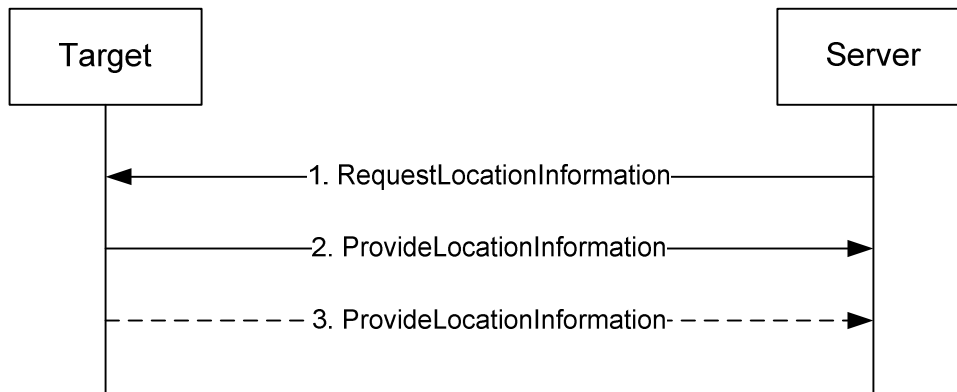 Target
Server
1. RequestLocationInformation
2. ProvideLocationInformation
3. ProvideLocationInformation